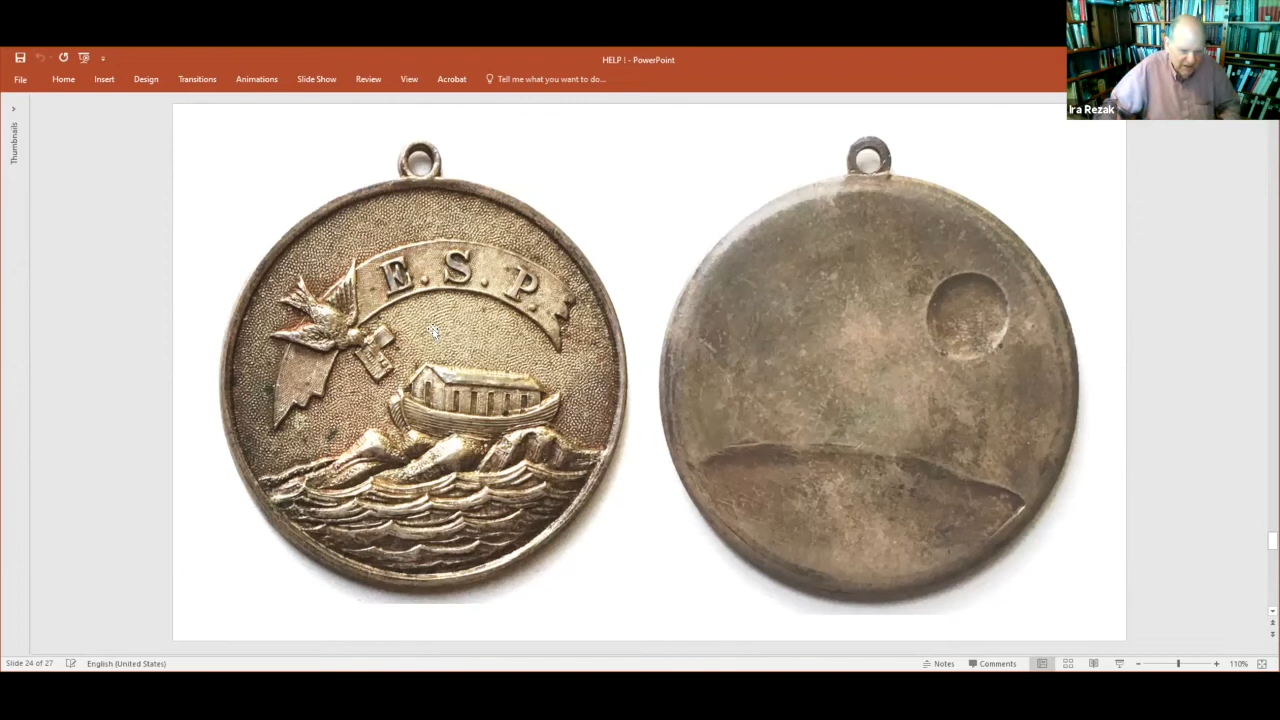 HELP ! - PowerPoint
File Home Insert Design Transitions Animations Slide Show Review View Acrobat Tell me what you want to do...
Ira Rezak
Thumbnails
E.S.P.
Slide 24 of 27 English (United States) Notes Comments 110%